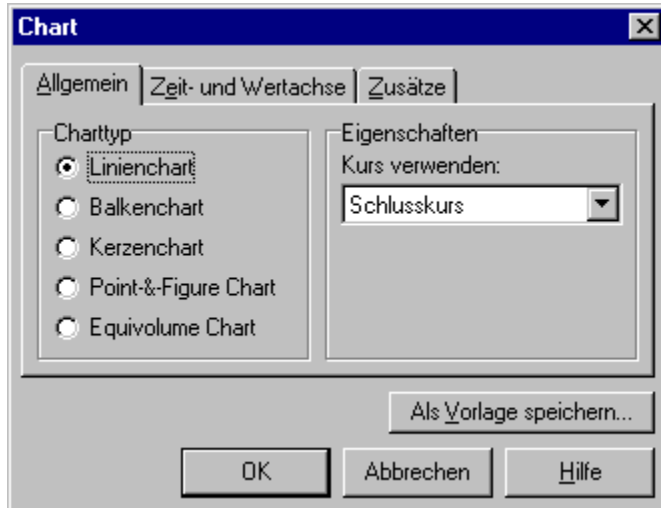 Chart
Allgemein Zeit- und Wertachse Zusätze
Charttyp
Linienchart
Balkenchart
Kerzenchart
Point-&-Figure Chart
Equivolume Chart
Eigenschaften
Kurs verwenden:
Schlusskurs
Als Vorlage speichern...
OK Abbrechen Hilfe